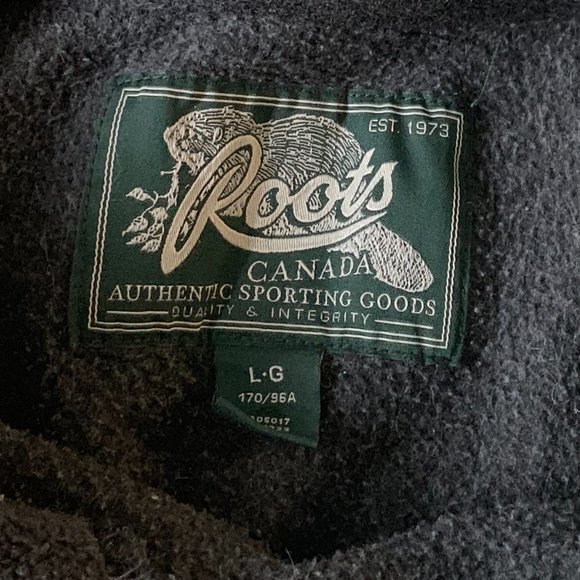 EST. 1973
Roots
CANADA
AUTHENTIC SPORTING GOODS
QUALITY & INTEGRITY
L·G
170/96A